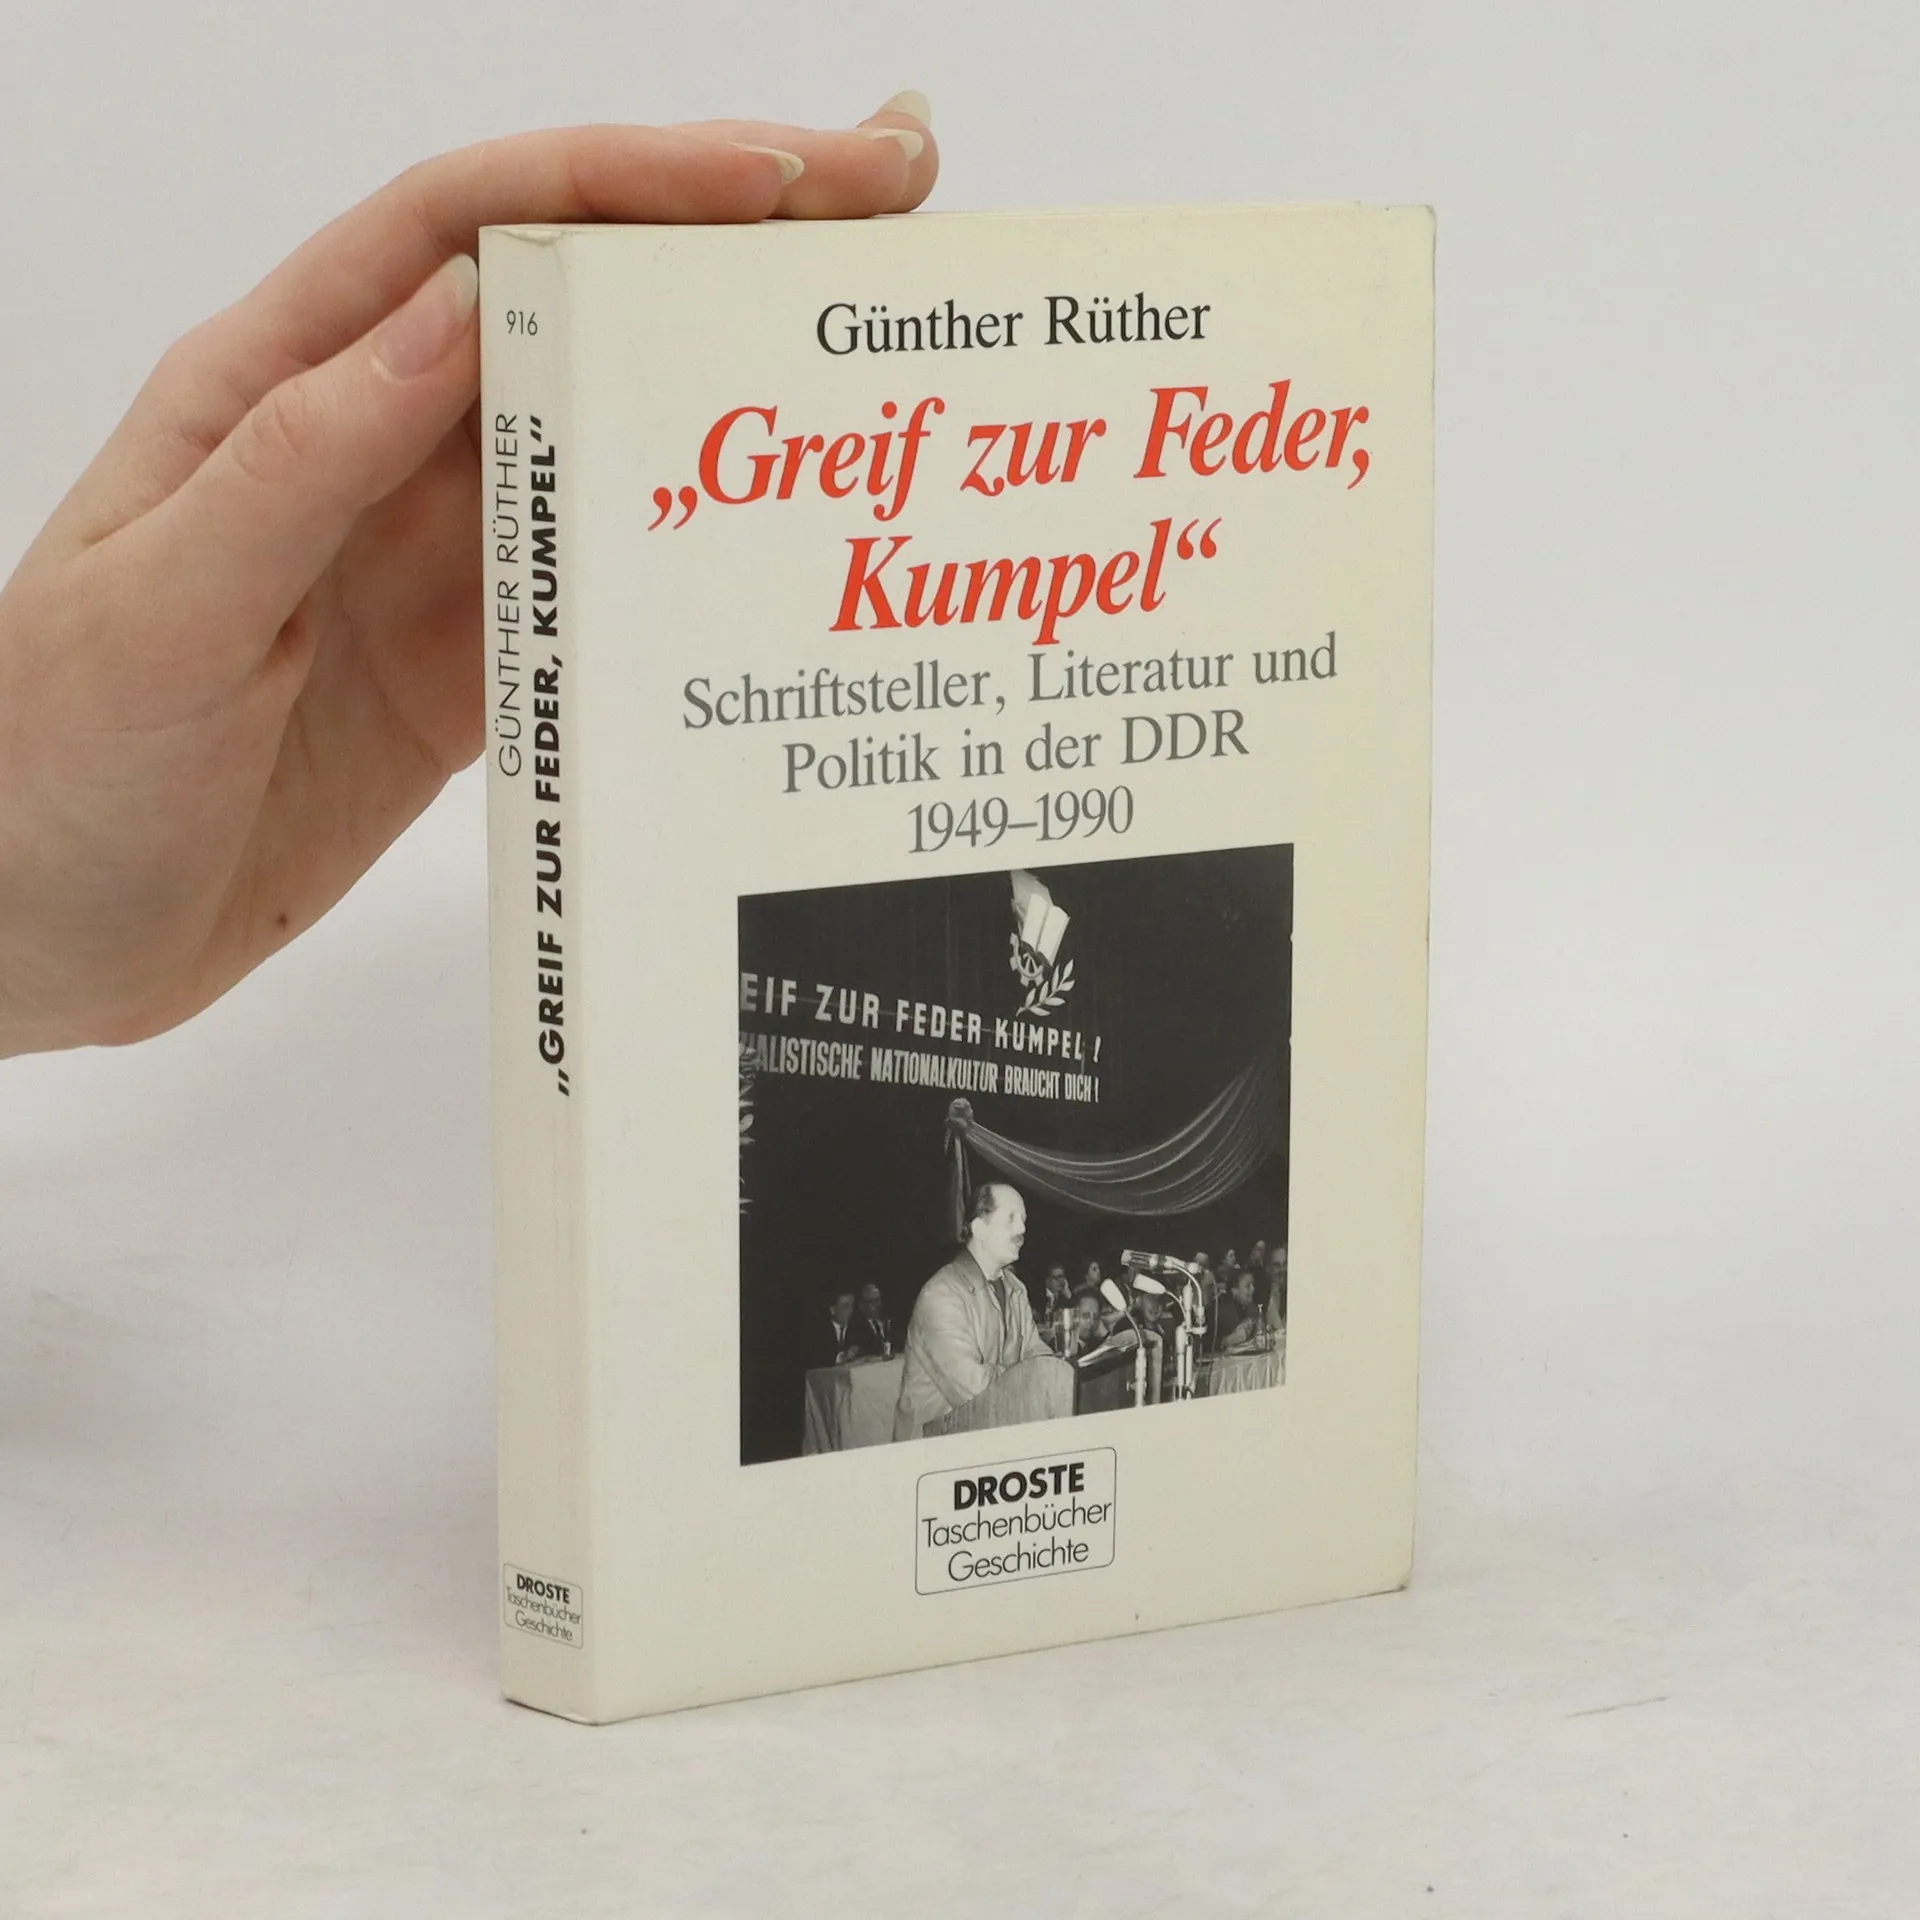 916
GÜNTHER RÜTHER
„GREIF ZUR FEDER, KUMPEL“
DROSTE
Taschenbücher
Geschichte
Günther Rüther
„Greif zur Feder,
Kumpel“
Schriftsteller, Literatur und
Politik in der DDR
1949–1990
EIF ZUR FEDER KUMPEL!
ALISTISCHE NATIONALKULTUR BRAUCHT DICH!
DROSTE
Taschenbücher
Geschichte